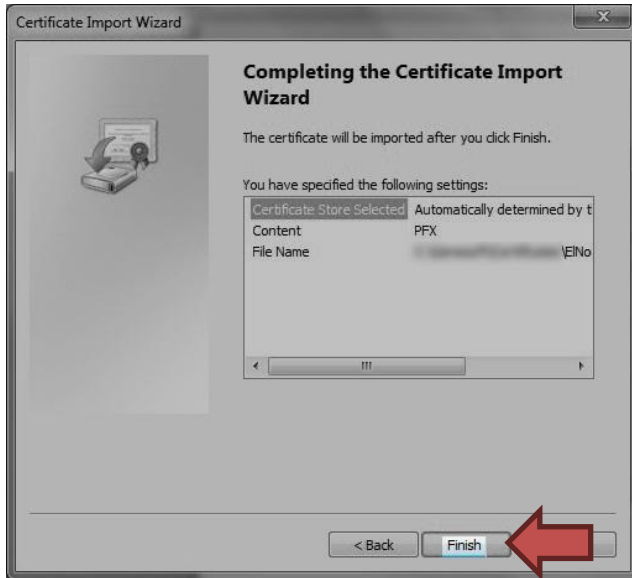 Certificate Import Wizard
Completing the Certificate Import
Wizard
The certificate will be imported after you click Finish.
You have specified the following settings:
Certificate Store Selected Automatically determined by t
Content PFX
File Name \ElNo
< Back Finish